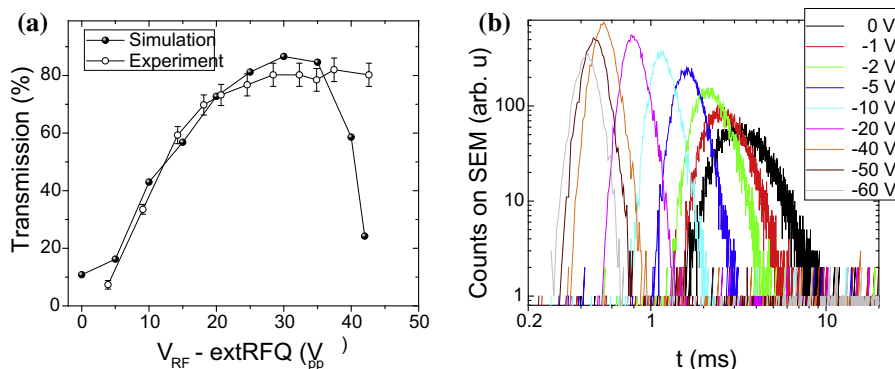 (a)
Simulation
Experiment
Transmission (%)
100
80
60
40
20
0
0 10 20 30 40 50
V_RF - extRFQ (V_pp )
(b)
Counts on SEM (arb. u)
100
10
1
0.2 1 10
t (ms)
0 V
-1 V
-2 V
-5 V
-10 V
-20 V
-40 V
-50 V
-60 V